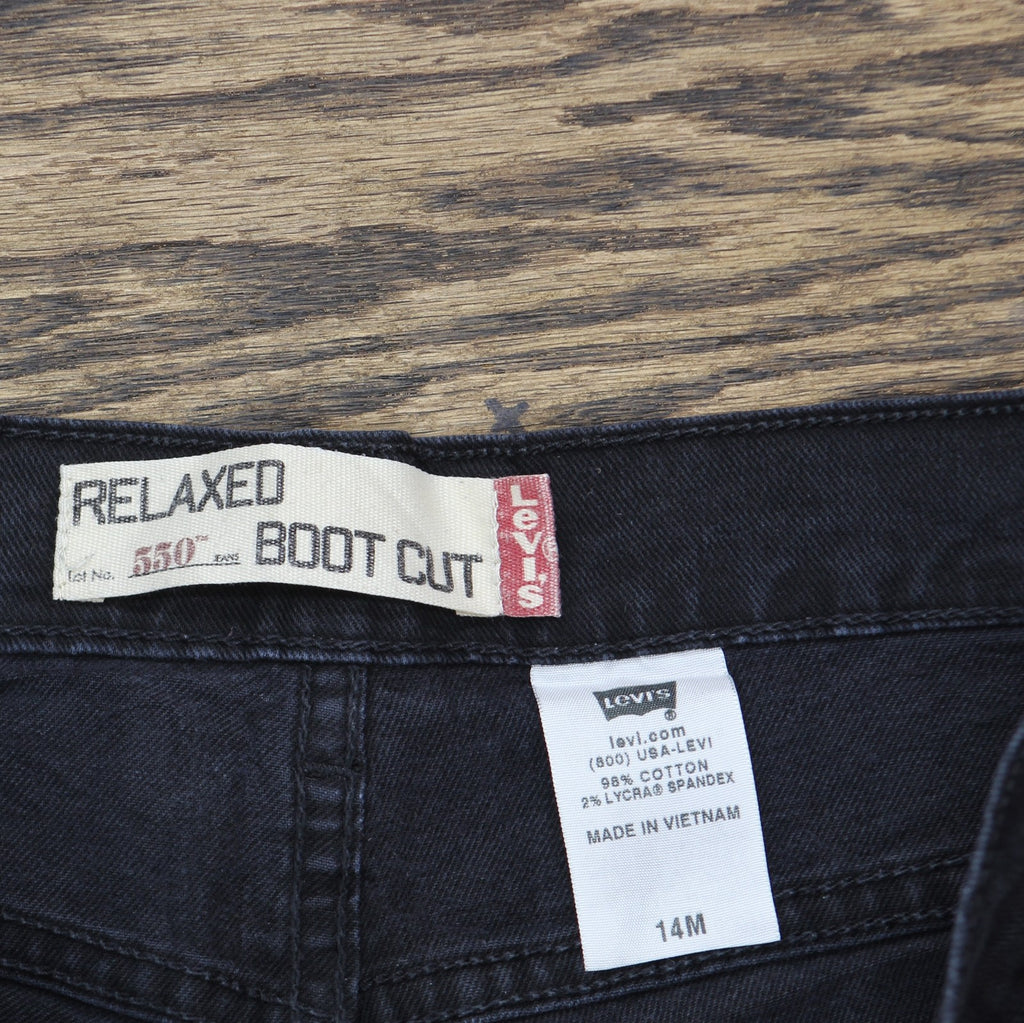 RELAXED
Lot No. 550™ JEANS BOOT CUT
Levi's®
Levi's®
levi.com
(800) USA-LEVI
98% COTTON
2% LYCRA® SPANDEX
MADE IN VIETNAM
14M